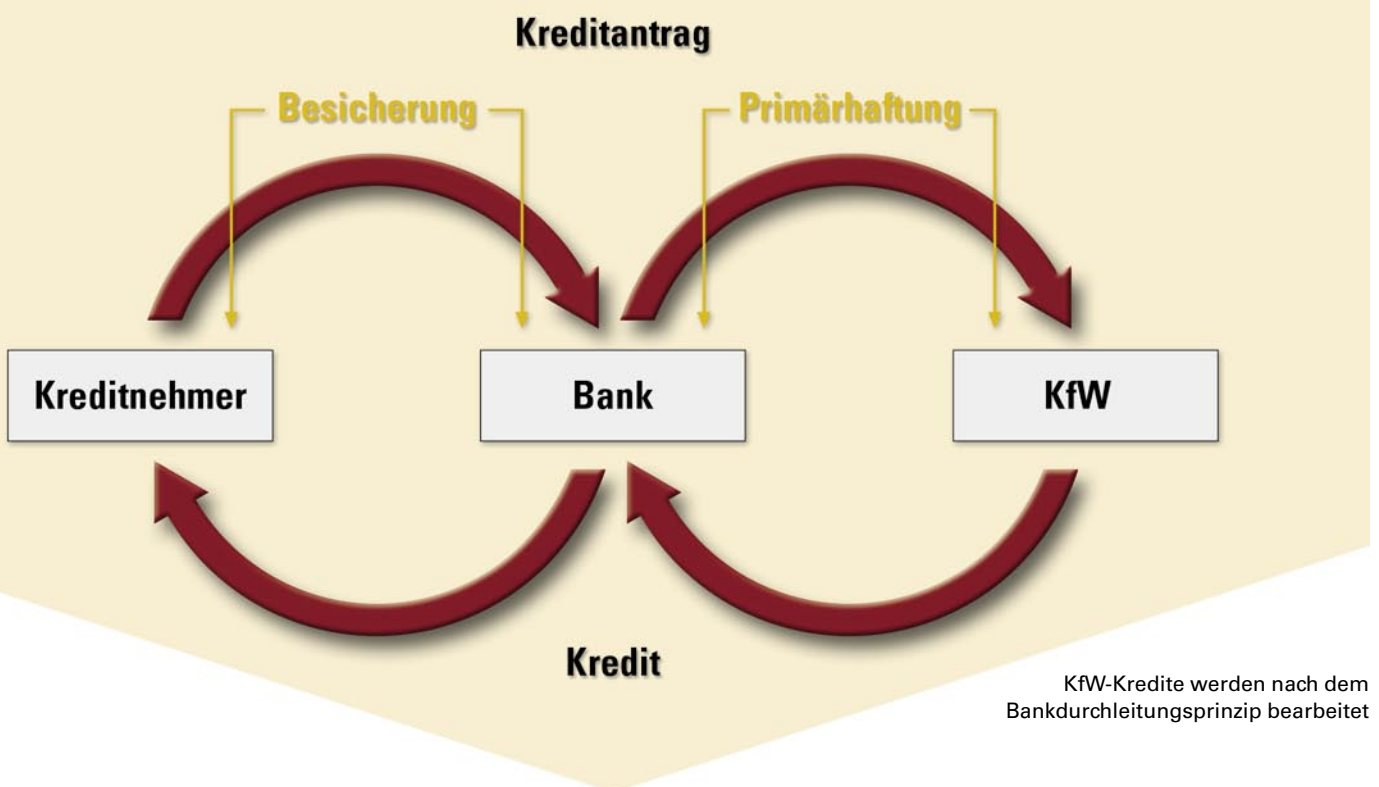 Kreditantrag
Besicherung
Primärhaftung
Kreditnehmer
Bank
KfW
Kredit
KfW-Kredite werden nach dem
Bankdurchleitungsprinzip bearbeitet